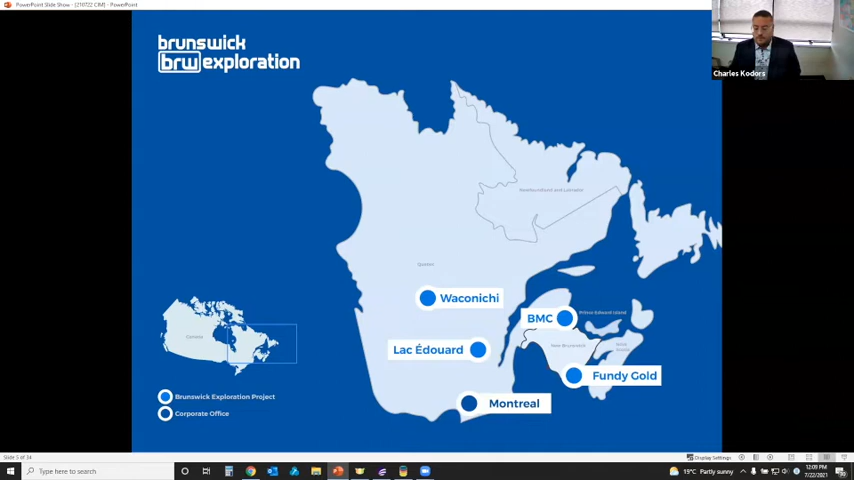 PowerPoint Slide Show - [210722 CIM] - PowerPoint
Charles Kodors
brunswick
brw exploration
Newfoundland and Labrador
Quebec
Waconichi
BMC
Prince Edward Island
New Brunswick
Nova Scotia
Lac Édouard
Fundy Gold
Canada
Brunswick Exploration Project
Corporate Office
Montreal
Slide 5 of 34
Display Settings
Type here to search
19°C Partly sunny
12:09 PM
7/22/2021